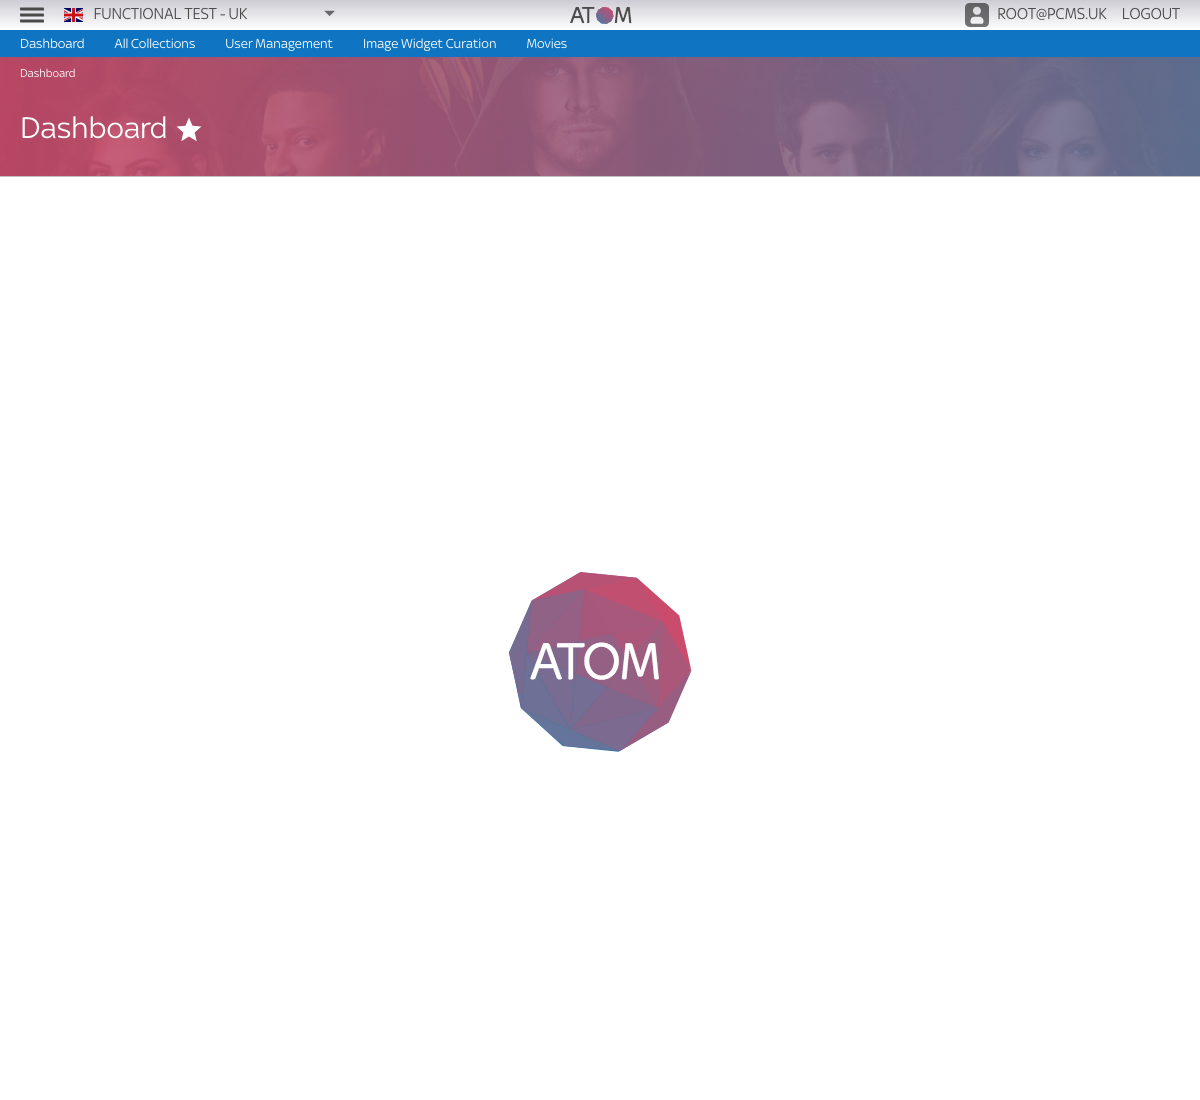 FUNCTIONAL TEST - UK
ATOM
ROOT@PCMS.UK LOGOUT
Dashboard All Collections User Management Image Widget Curation Movies
Dashboard
Dashboard
ATOM